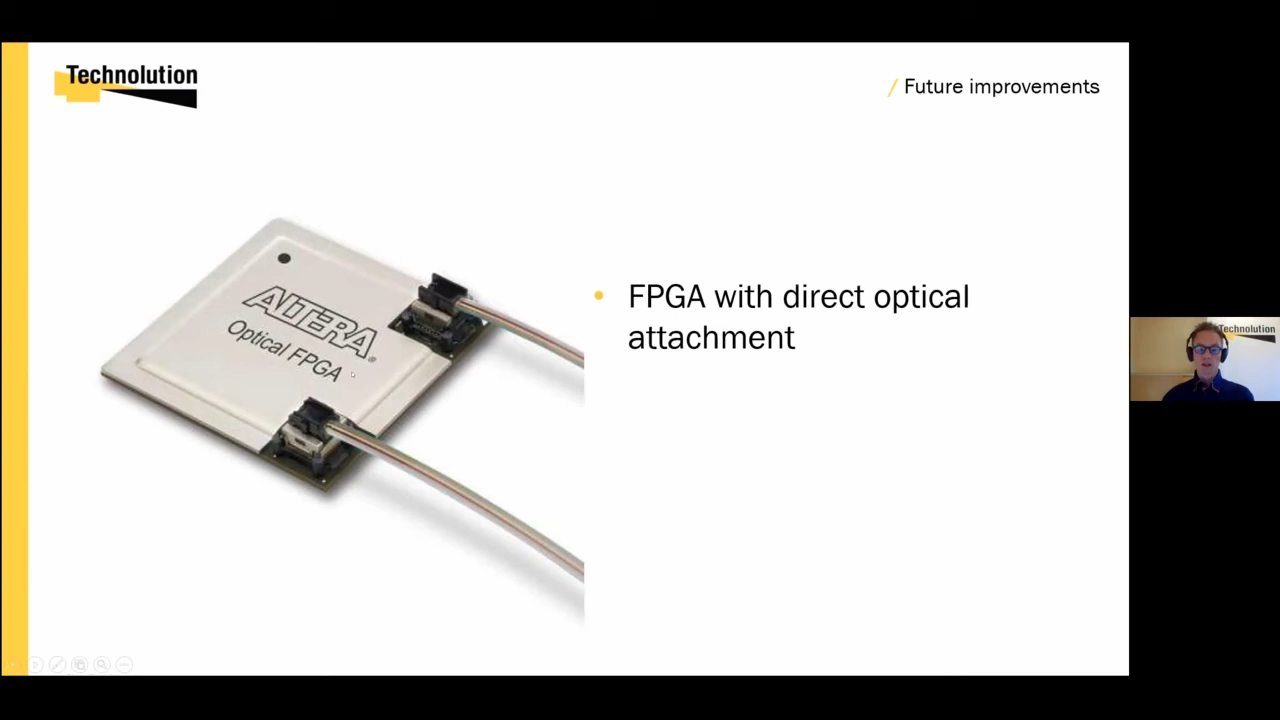 Technolution
/ Future improvements
ALTERA®
Optical FPGA
• FPGA with direct optical
attachment
Technolution